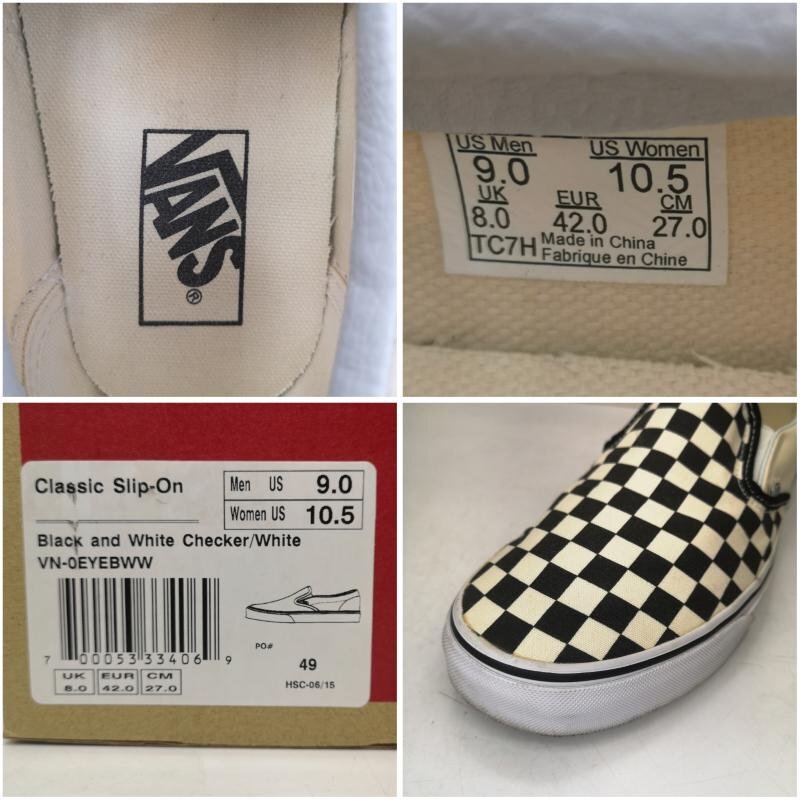 VANS®
US Men US Women
9.0 10.5
UK EUR CM
8.0 42.0 27.0
TC7H Made in China
Fabrique en Chine
Classic Slip-On
Men US 9.0
Women US 10.5
Black and White Checker/White
VN-0EYEBWW
7 00053 33406 9
PO#
49
HSC-06/15
UK EUR CM
8.0 42.0 27.0